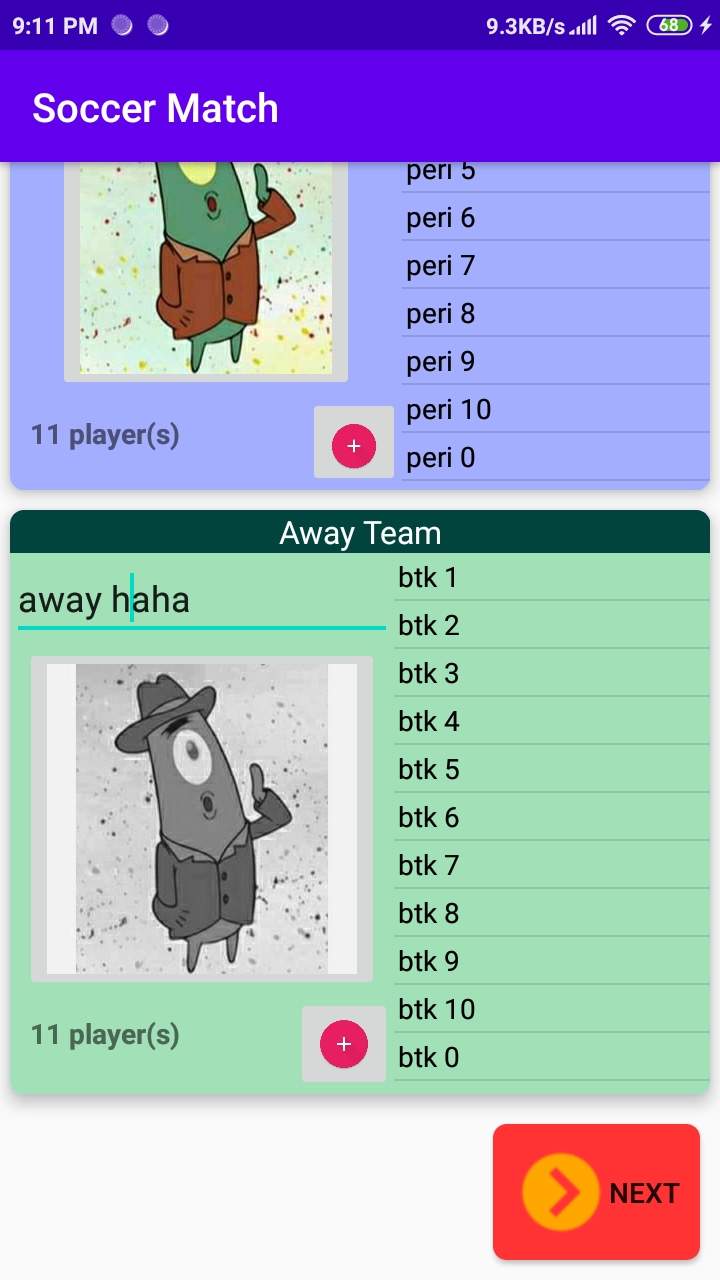 9:11 PM 9.3KB/s 68
Soccer Match
peri 5
peri 6
peri 7
peri 8
peri 9
peri 10
peri 0
11 player(s)
+
Away Team
away haha
btk 1
btk 2
btk 3
btk 4
btk 5
btk 6
btk 7
btk 8
btk 9
btk 10
btk 0
11 player(s)
+
NEXT